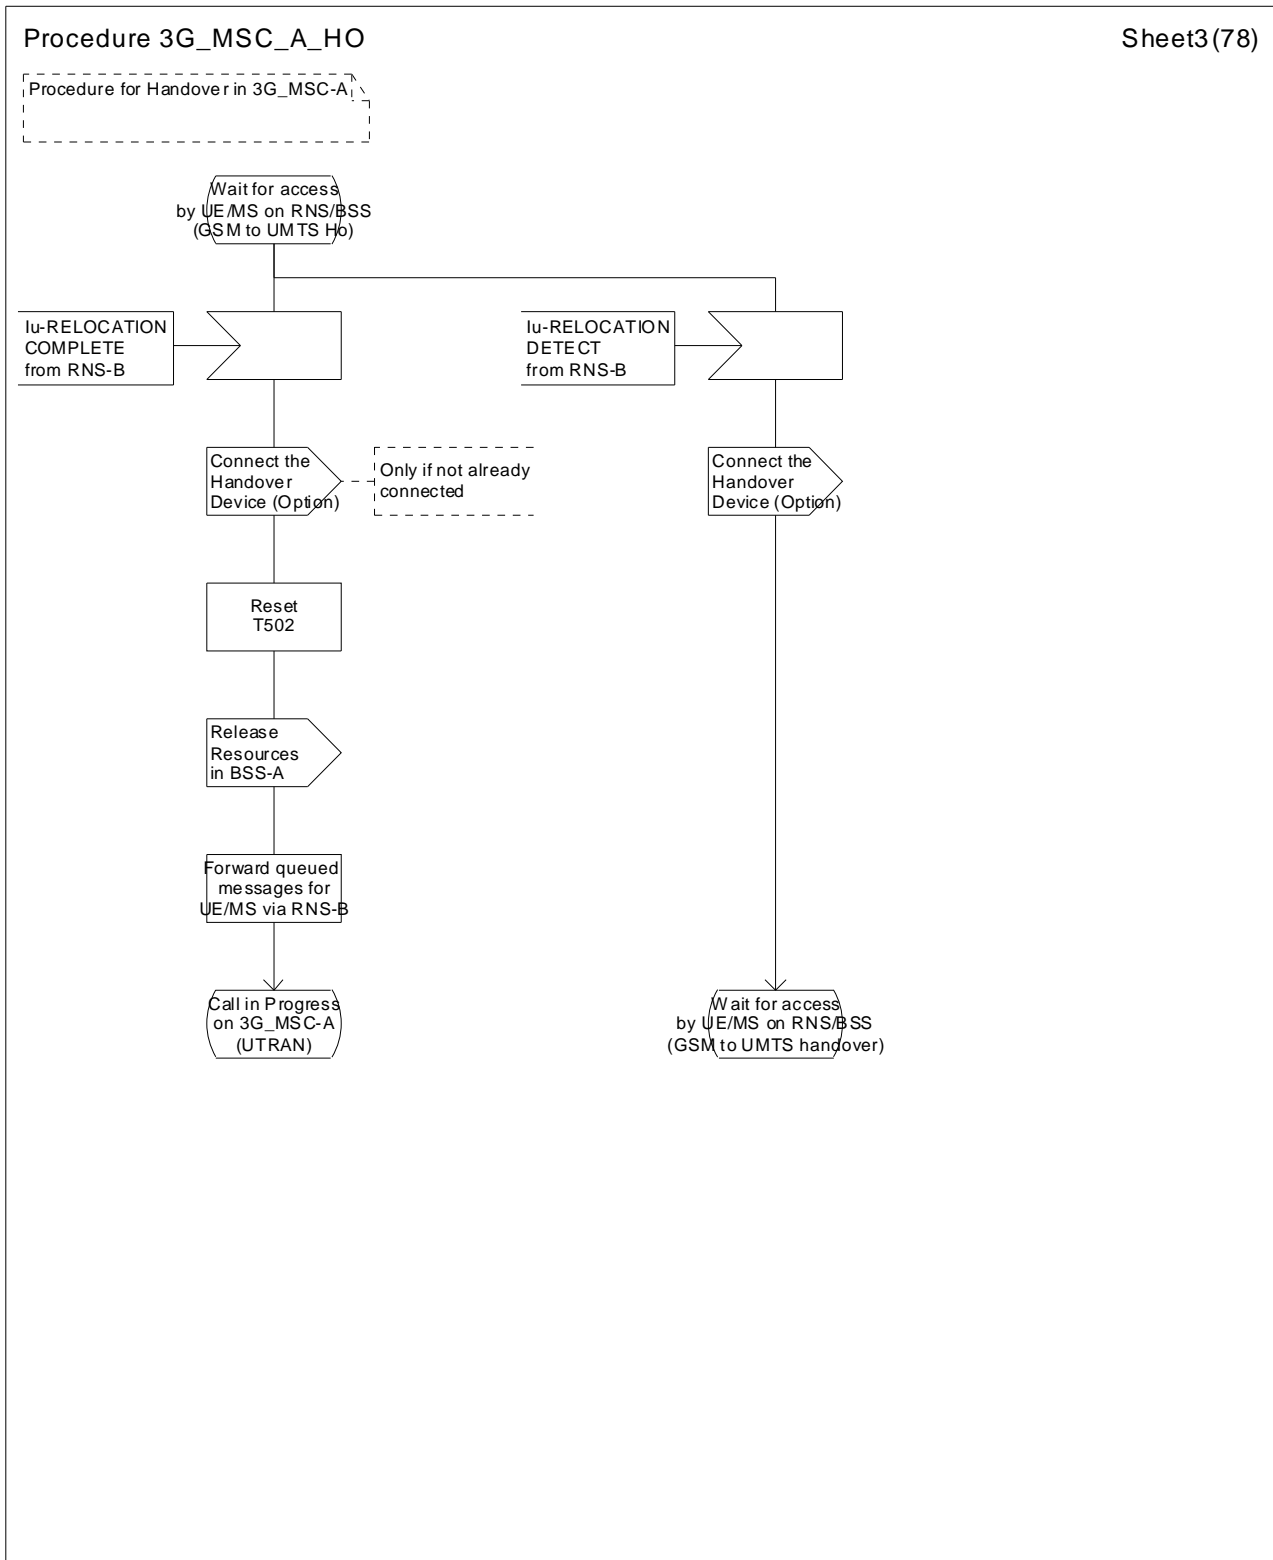 Procedure 3G_MSC_A_HO
Sheet3(78)
Procedure for Handover in 3G_MSC-A
Wait for access
by UE/MS on RNS/BSS
(GSM to UMTS Ho)
Iu-RELOCATION
COMPLETE
from RNS-B
Iu-RELOCATION
DETECT
from RNS-B
Connect the
Handover
Device (Option)
Only if not already
connected
Connect the
Handover
Device (Option)
Reset
T502
Release
Resources
in BSS-A
Forward queued
messages for
UE/MS via RNS-B
Call in Progress
on 3G_MSC-A
(UTRAN)
Wait for access
by UE/MS on RNS/BSS
(GSM to UMTS handover)